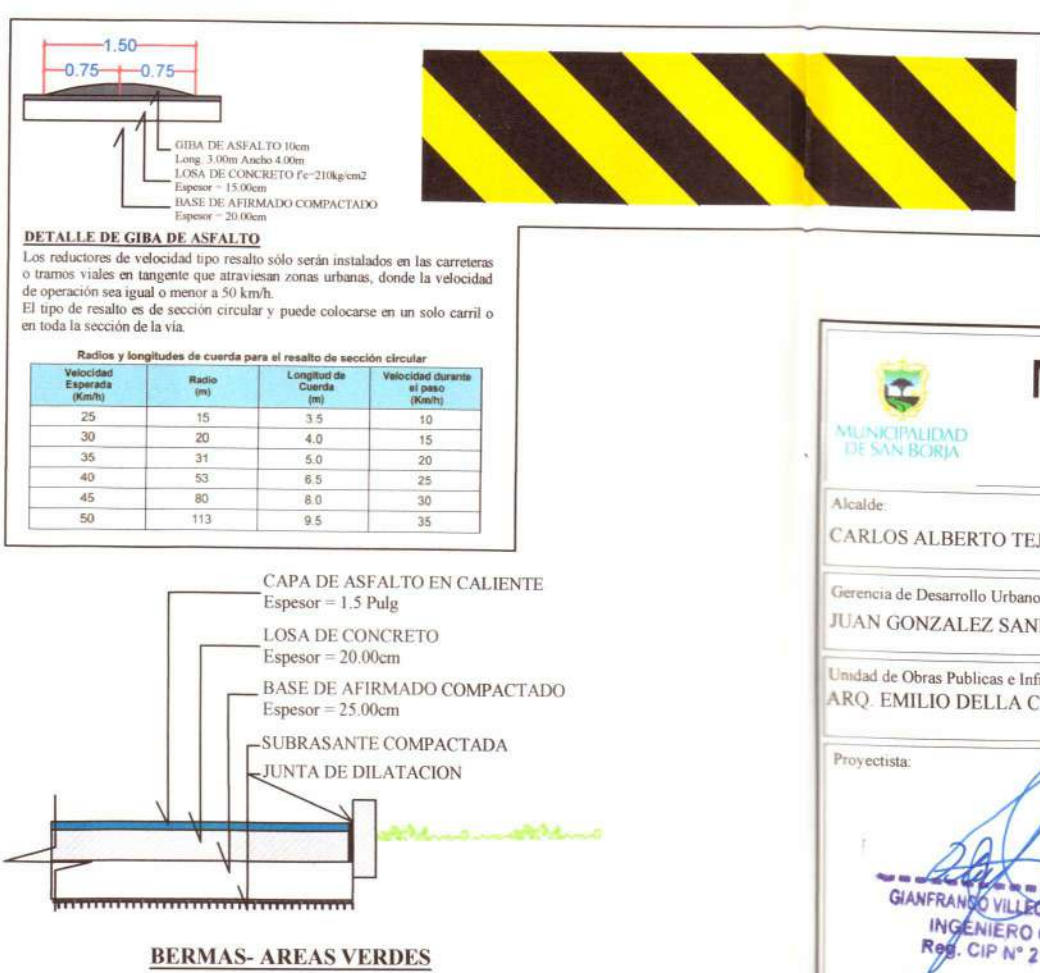 1.50
0.75 0.75
GIBA DE ASFALTO 10cm
Long. 3.00m Ancho 4.00m
LOSA DE CONCRETO f'c=210kg/cm2
Espesor = 15.00cm
BASE DE AFIRMADO COMPACTADO
Espesor = 20.00cm
DETALLE DE GIBA DE ASFALTO
Los reductores de velocidad tipo resalto sólo serán instalados en las carreteras
o tramos viales en tangente que atraviesan zonas urbanas, donde la velocidad
de operación sea igual o menor a 50 km/h.
El tipo de resalto es de sección circular y puede colocarse en un solo carril o
en toda la sección de la vía.
Radios y longitudes de cuerda para el resalto de sección circular
Velocidad Esperada (Km/h) Radio (m) Longitud de Cuerda (m) Velocidad durante el paso (Km/h)
25 15 3.5 10
30 20 4.0 15
35 31 5.0 20
40 53 6.5 25
45 80 8.0 30
50 113 9.5 35
CAPA DE ASFALTO EN CALIENTE
Espesor = 1.5 Pulg
LOSA DE CONCRETO
Espesor = 20.00cm
BASE DE AFIRMADO COMPACTADO
Espesor = 25.00cm
SUBRASANTE COMPACTADA
JUNTA DE DILATACION
BERMAS- AREAS VERDES
MUNICIPALIDAD
DE SAN BORJA
Alcalde:
CARLOS ALBERTO TEJ
Gerencia de Desarrollo Urbano
JUAN GONZALEZ SAN
Unidad de Obras Publicas e Inf
ARQ. EMILIO DELLA C
Proyectista:
GIANFRANCO VILLEG
INGENIERO
Reg. CIP N° 2